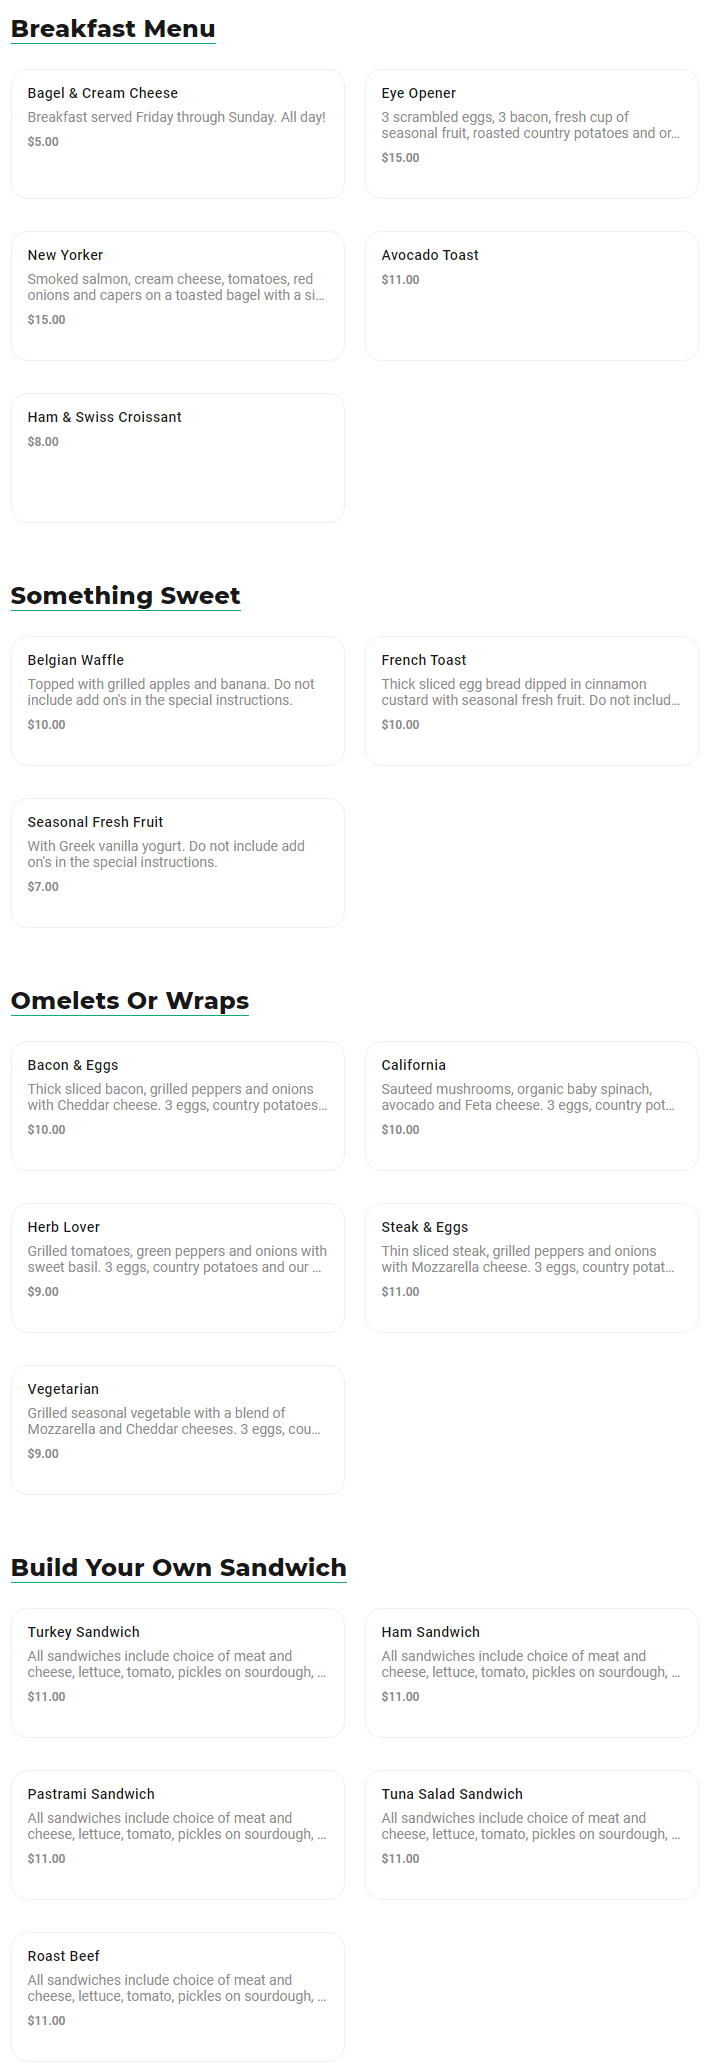 Breakfast Menu
Bagel & Cream Cheese
Breakfast served Friday through Sunday. All day!
$5.00
Eye Opener
3 scrambled eggs, 3 bacon, fresh cup of
seasonal fruit, roasted country potatoes and or...
$15.00
New Yorker
Smoked salmon, cream cheese, tomatoes, red
onions and capers on a toasted bagel with a si...
$15.00
Avocado Toast
$11.00
Ham & Swiss Croissant
$8.00
Something Sweet
Belgian Waffle
Topped with grilled apples and banana. Do not
include add on's in the special instructions.
$10.00
French Toast
Thick sliced egg bread dipped in cinnamon
custard with seasonal fresh fruit. Do not includ...
$10.00
Seasonal Fresh Fruit
With Greek vanilla yogurt. Do not include add
on's in the special instructions.
$7.00
Omelets Or Wraps
Bacon & Eggs
Thick sliced bacon, grilled peppers and onions
with Cheddar cheese. 3 eggs, country potatoes...
$10.00
California
Sauteed mushrooms, organic baby spinach,
avocado and Feta cheese. 3 eggs, country pot...
$10.00
Herb Lover
Grilled tomatoes, green peppers and onions with
sweet basil. 3 eggs, country potatoes and our ...
$9.00
Steak & Eggs
Thin sliced steak, grilled peppers and onions
with Mozzarella cheese. 3 eggs, country potat...
$11.00
Vegetarian
Grilled seasonal vegetable with a blend of
Mozzarella and Cheddar cheeses. 3 eggs, cou...
$9.00
Build Your Own Sandwich
Turkey Sandwich
All sandwiches include choice of meat and
cheese, lettuce, tomato, pickles on sourdough, ...
$11.00
Ham Sandwich
All sandwiches include choice of meat and
cheese, lettuce, tomato, pickles on sourdough, ...
$11.00
Pastrami Sandwich
All sandwiches include choice of meat and
cheese, lettuce, tomato, pickles on sourdough, ...
$11.00
Tuna Salad Sandwich
All sandwiches include choice of meat and
cheese, lettuce, tomato, pickles on sourdough, ...
$11.00
Roast Beef
All sandwiches include choice of meat and
cheese, lettuce, tomato, pickles on sourdough, ...
$11.00